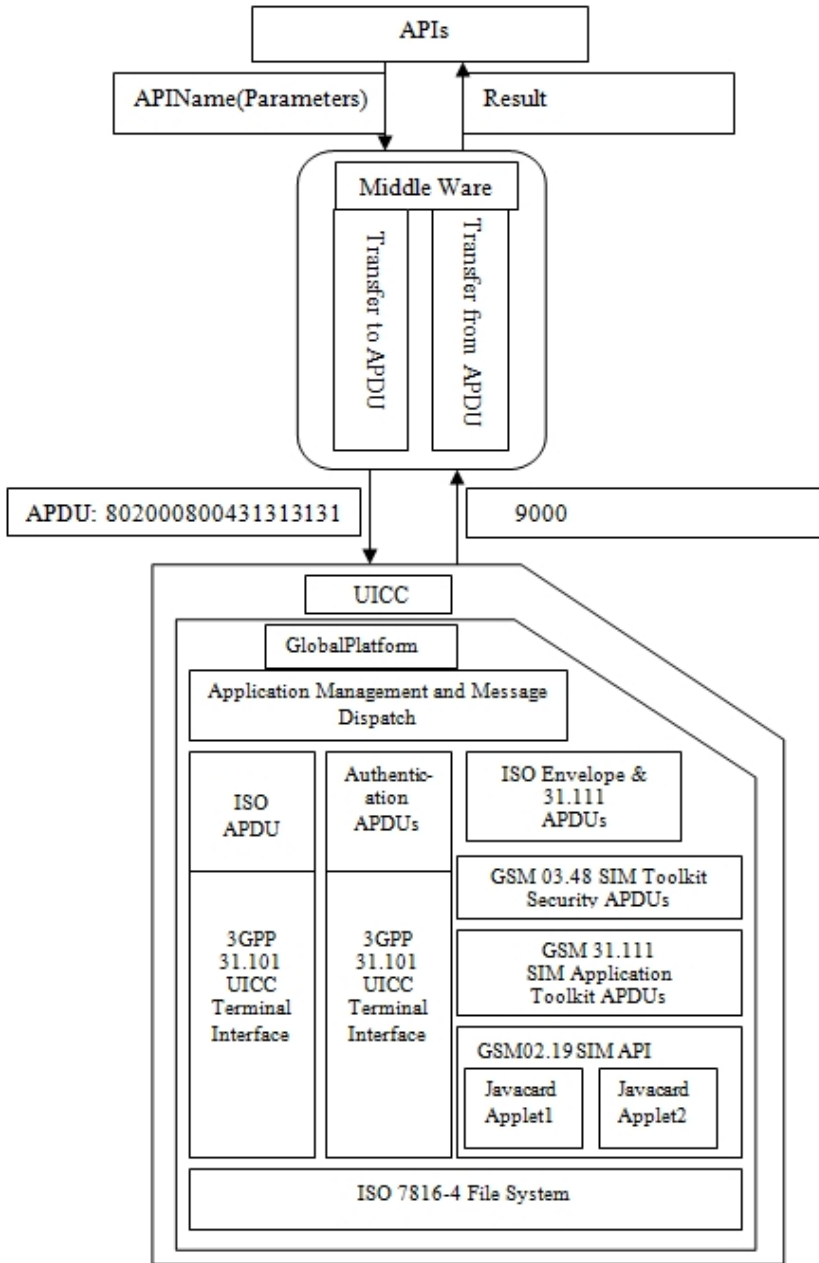 APIs
APIName(Parameters)
Result
Middle Ware
Transfer to APDU
Transfer from APDU
APDU: 802000800431313131
9000
UICC
GlobalPlatform
Application Management and Message
Dispatch
ISO
APDU
Authentic-
ation
APDUs
ISO Envelope &
31.111
APDUs
GSM 03.48 SIM Toolkit
Security APDUs
3GPP
31.101
UICC
Terminal
Interface
3GPP
31.101
UICC
Terminal
Interface
GSM 31.111
SIM Application
Toolkit APDUs
GSM02.19 SIM API
Javacard
Applet1
Javacard
Applet2
ISO 7816-4 File System